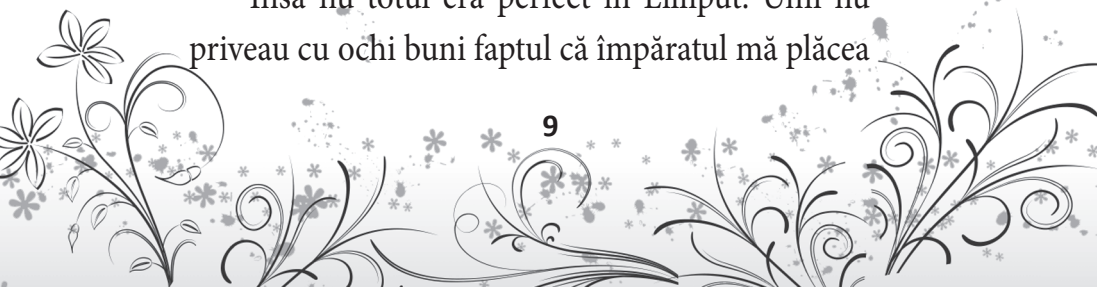 Însă nu totul era perfect în Liliput. Unii nu
priveau cu ochi buni faptul că împăratul mă plăcea
9